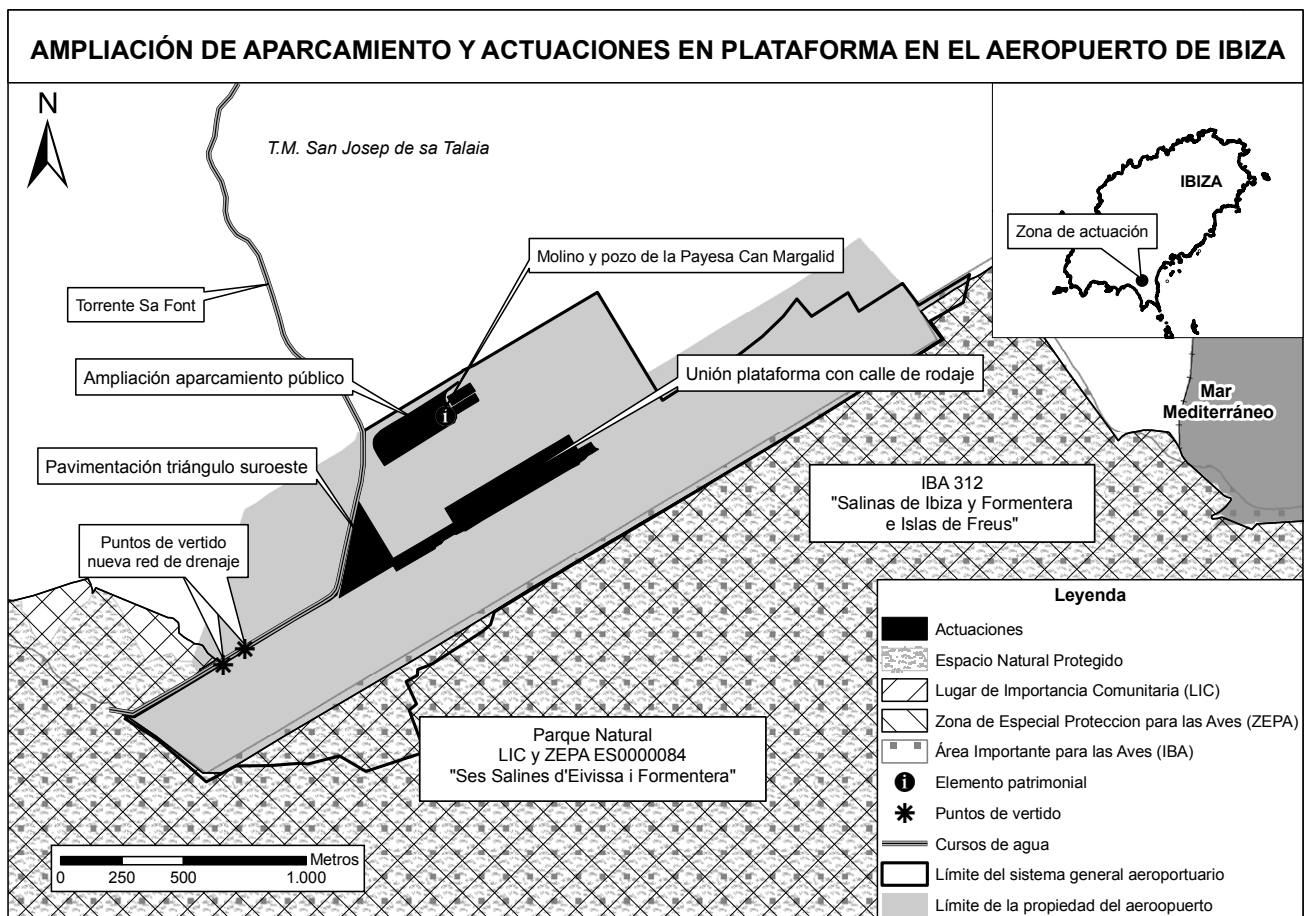 AMPLIACIÓN DE APARCAMIENTO Y ACTUACIONES EN PLATAFORMA EN EL AEROPUERTO DE IBIZA
N
T.M. San Josep de sa Talaia
IBIZA
Zona de actuación
Molino y pozo de la Payesa Can Margalid
Torrente Sa Font
Ampliación aparcamiento público
Unión plataforma con calle de rodaje
Mar
Mediterráneo
Pavimentación triángulo suroeste
IBA 312
"Salinas de Ibiza y Formentera
e Islas de Freus"
Puntos de vertido
nueva red de drenaje
Parque Natural
LIC y ZEPA ES0000084
"Ses Salines d'Eivissa i Formentera"
Leyenda
Actuaciones
Espacio Natural Protegido
Lugar de Importancia Comunitaria (LIC)
Zona de Especial Proteccion para las Aves (ZEPA)
Área Importante para las Aves (IBA)
Elemento patrimonial
Puntos de vertido
Cursos de agua
Límite del sistema general aeroportuario
Límite de la propiedad del aeroopuerto
Metros
0 250 500 1.000